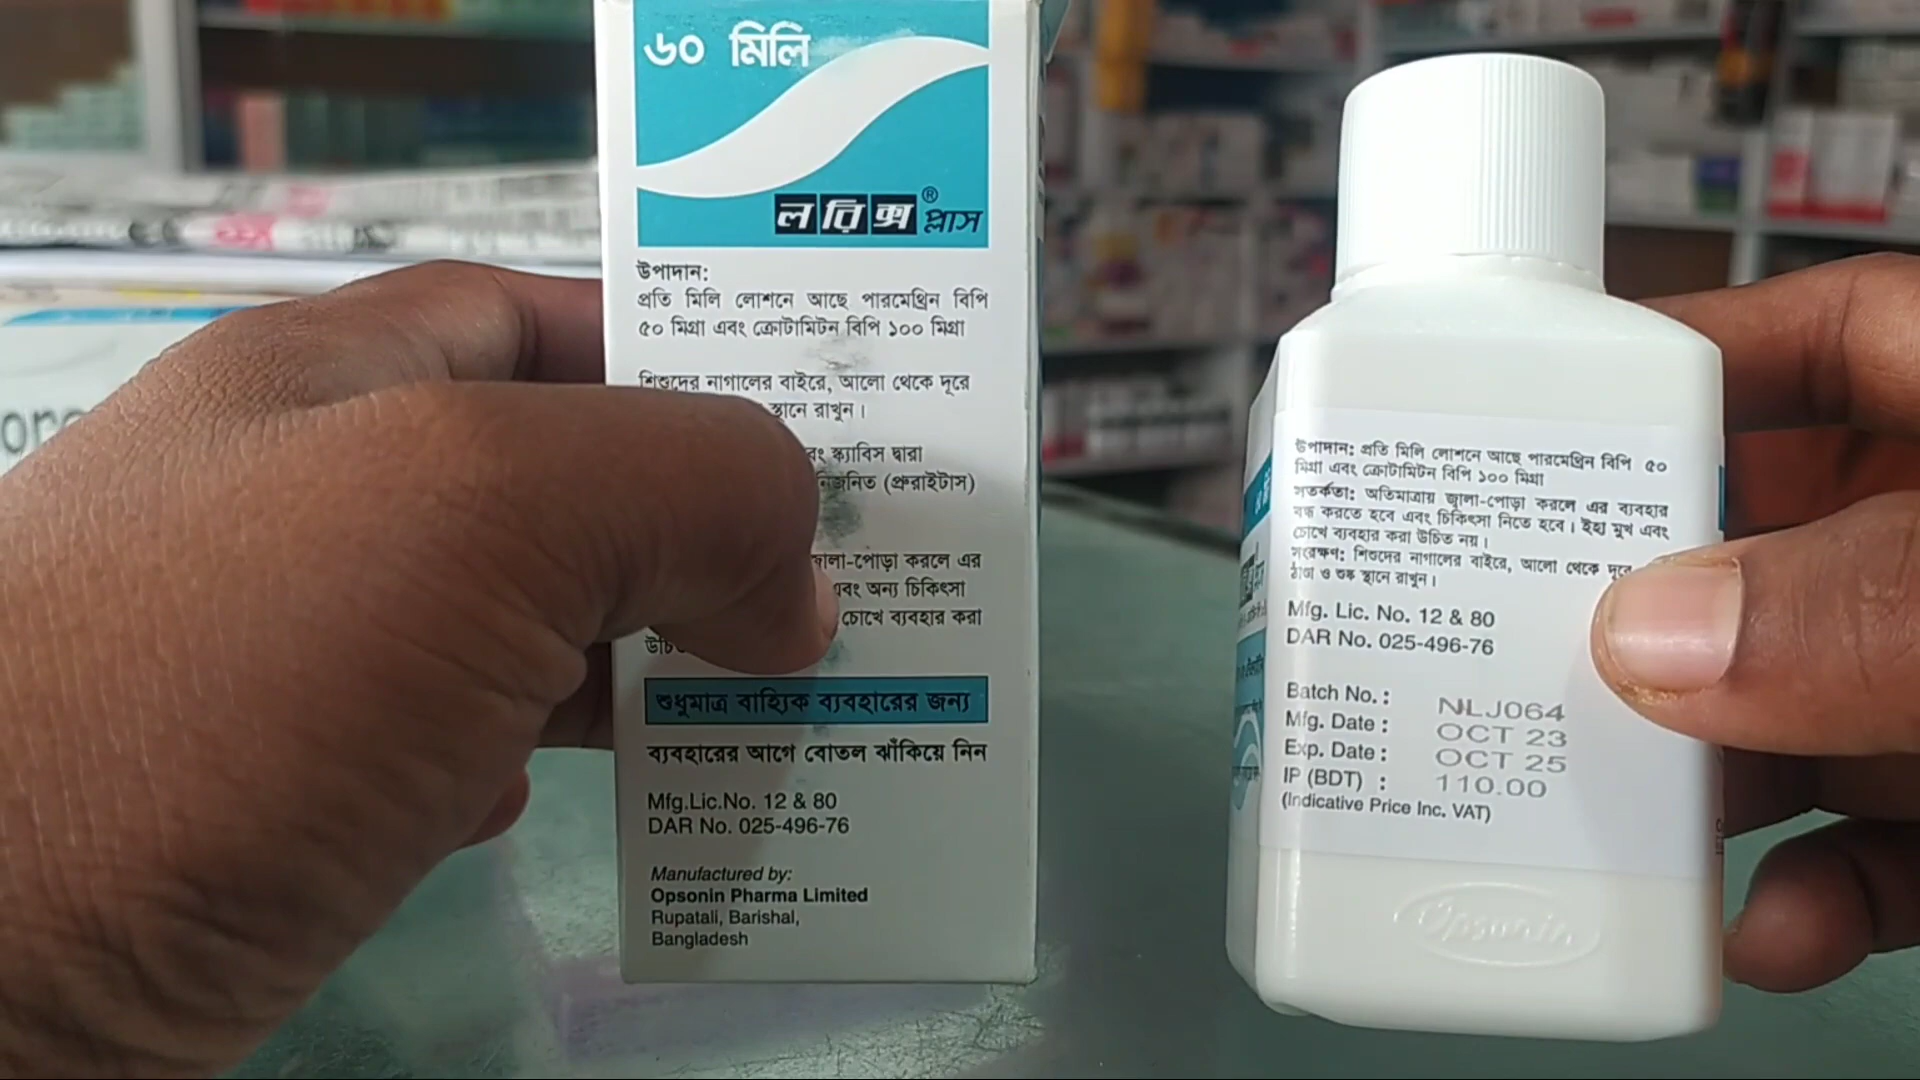 ৬০ মিলি
লরিক্স® প্লাস
উপাদান:
প্রতি মিলি লোশনে আছে পারমেথ্রিন বিপি
৫০ মিগ্রা এবং ক্রোটামিটন বিপি ১০০ মিগ্রা
শিশুদের নাগালের বাইরে, আলো থেকে দূরে
স্থানে রাখুন।
স্ক্যাবিস দ্বারা
(প্রুরাইটাস)
জ্বালা-পোড়া করলে এর
এবং অন্য চিকিৎসা
চোখে ব্যবহার করা
শুধুমাত্র বাহ্যিক ব্যবহারের জন্য
ব্যবহারের আগে বোতল ঝাঁকিয়ে নিন
Mfg.Lic.No. 12 & 80
DAR No. 025-496-76
Manufactured by:
Opsonin Pharma Limited
Rupatali, Barishal,
Bangladesh
উপাদান: প্রতি মিলি লোশনে আছে পারমেথ্রিন বিপি ৫০
মিগ্রা এবং ক্রোটামিটন বিপি ১০০ মিগ্রা
সতর্কতা: অতিমাত্রায় জ্বালা-পোড়া করলে এর ব্যবহার
বন্ধ করতে হবে এবং চিকিৎসা নিতে হবে। ইহা মুখ এবং
চোখে ব্যবহার করা উচিত নয়।
সংরক্ষণ: শিশুদের নাগালের বাইরে, আলো থেকে দূরে
ঠাণ্ডা ও শুষ্ক স্থানে রাখুন।
Mfg. Lic. No. 12 & 80
DAR No. 025-496-76
Batch No. : NLJ064
Mfg. Date : OCT 23
Exp. Date : OCT 25
IP (BDT) : 110.00
(Indicative Price Inc. VAT)
Opsonin